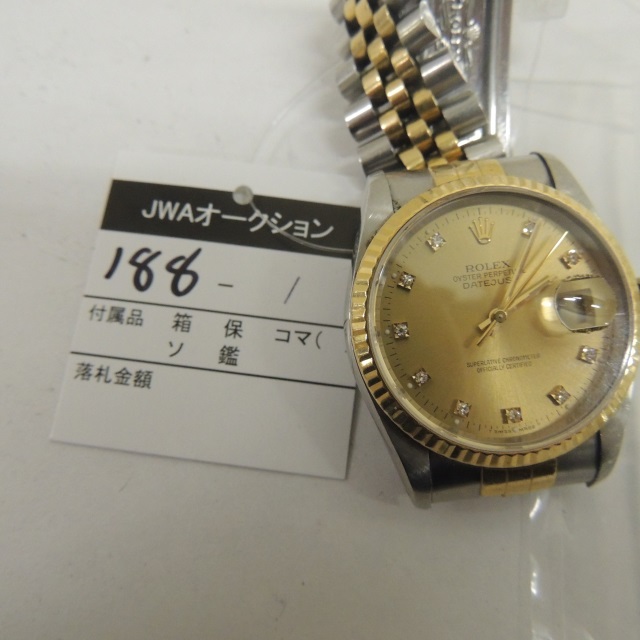 JWAオークション
188-/
付属品 箱 保 コマ(
ソ 鑑
落札金額
ROLEX
OYSTER PERPETUAL
DATEJUST
SUPERLATIVE CHRONOMETER
OFFICIALLY CERTIFIED